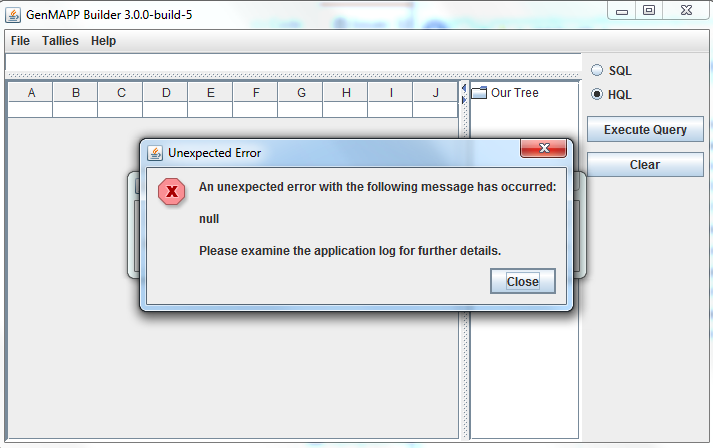 GenMAPP Builder 3.0.0-build-5
File Tallies Help
A B C D E F G H I J
Our Tree
SQL
HQL
Execute Query
Clear
Unexpected Error
An unexpected error with the following message has occurred:
null
Please examine the application log for further details.
Close